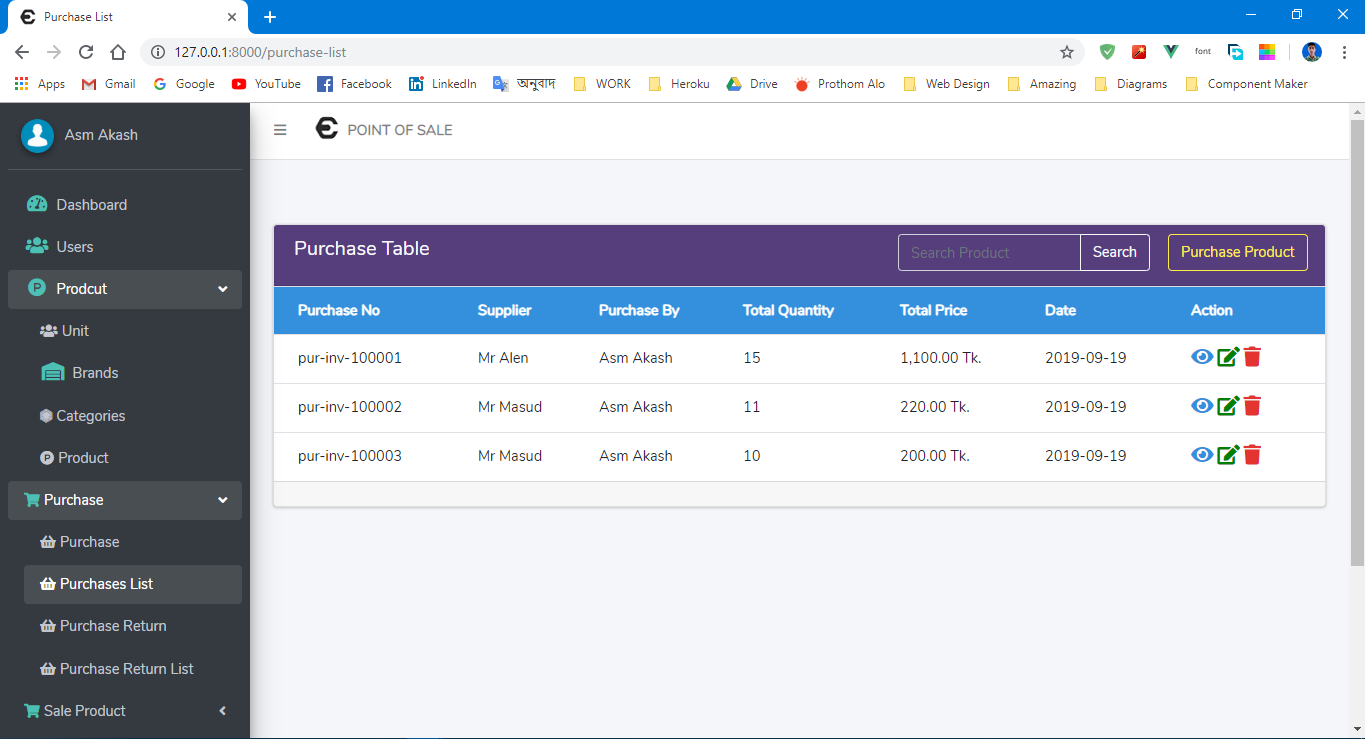 Purchase List
127.0.0.1:8000/purchase-list
font
Apps Gmail Google YouTube Facebook LinkedIn অনুবাদ WORK Heroku Drive Prothom Alo Web Design Amazing Diagrams Component Maker
Asm Akash
Dashboard
Users
Prodcut
Unit
Brands
Categories
Product
Purchase
Purchase
Purchases List
Purchase Return
Purchase Return List
Sale Product
POINT OF SALE
Purchase Table Search Product Search Purchase Product
Purchase No Supplier Purchase By Total Quantity Total Price Date Action
pur-inv-100001 Mr Alen Asm Akash 15 1,100.00 Tk. 2019-09-19
pur-inv-100002 Mr Masud Asm Akash 11 220.00 Tk. 2019-09-19
pur-inv-100003 Mr Masud Asm Akash 10 200.00 Tk. 2019-09-19